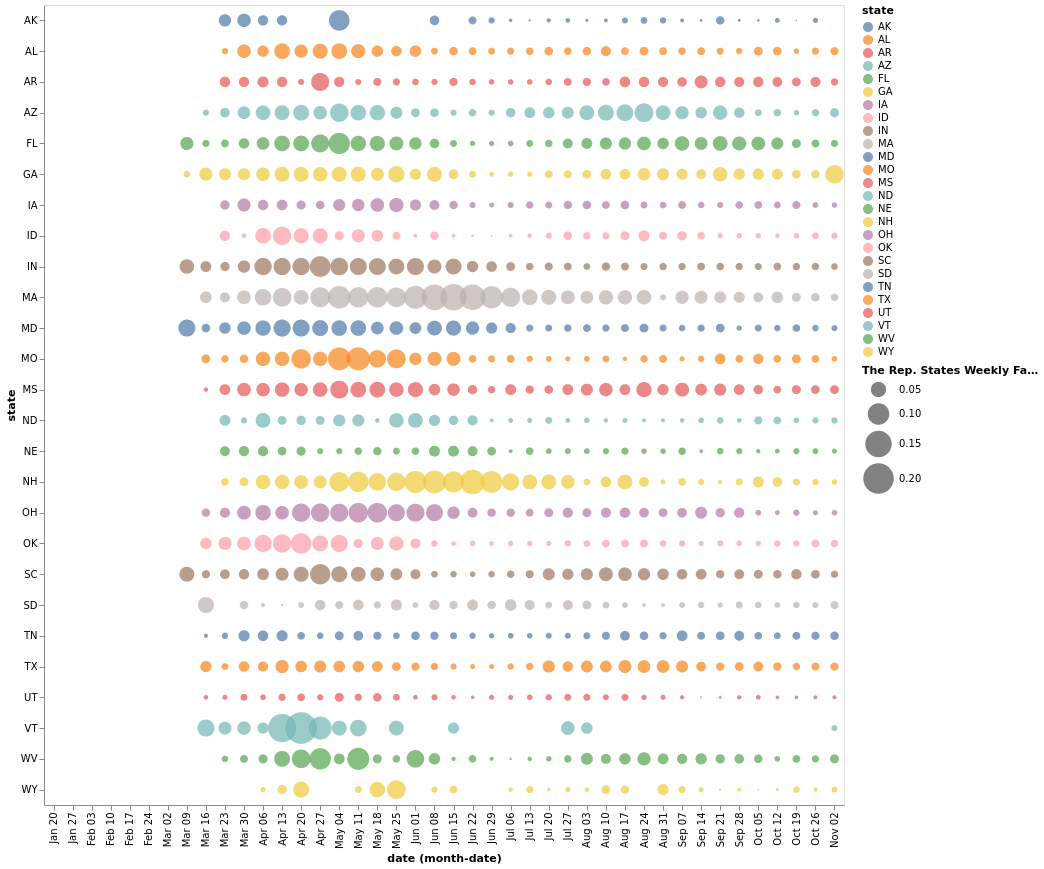 state
AK
AL
AR
AZ
FL
GA
IA
ID
IN
MA
MD
MO
MS
ND
NE
NH
OH
OK
SC
SD
TN
TX
UT
VT
WV
WY
Jan 20
Jan 27
Feb 03
Feb 10
Feb 17
Feb 24
Mar 02
Mar 09
Mar 16
Mar 23
Mar 30
Apr 06
Apr 13
Apr 20
Apr 27
May 04
May 11
May 18
May 25
Jun 01
Jun 08
Jun 15
Jun 22
Jun 29
Jul 06
Jul 13
Jul 20
Jul 27
Aug 03
Aug 10
Aug 17
Aug 24
Aug 31
Sep 07
Sep 14
Sep 21
Sep 28
Oct 05
Oct 12
Oct 19
Oct 26
Nov 02
date (month-date)
state
AK
AL
AR
AZ
FL
GA
IA
ID
IN
MA
MD
MO
MS
ND
NE
NH
OH
OK
SC
SD
TN
TX
UT
VT
WV
WY
The Rep. States Weekly Fa…
0.05
0.10
0.15
0.20